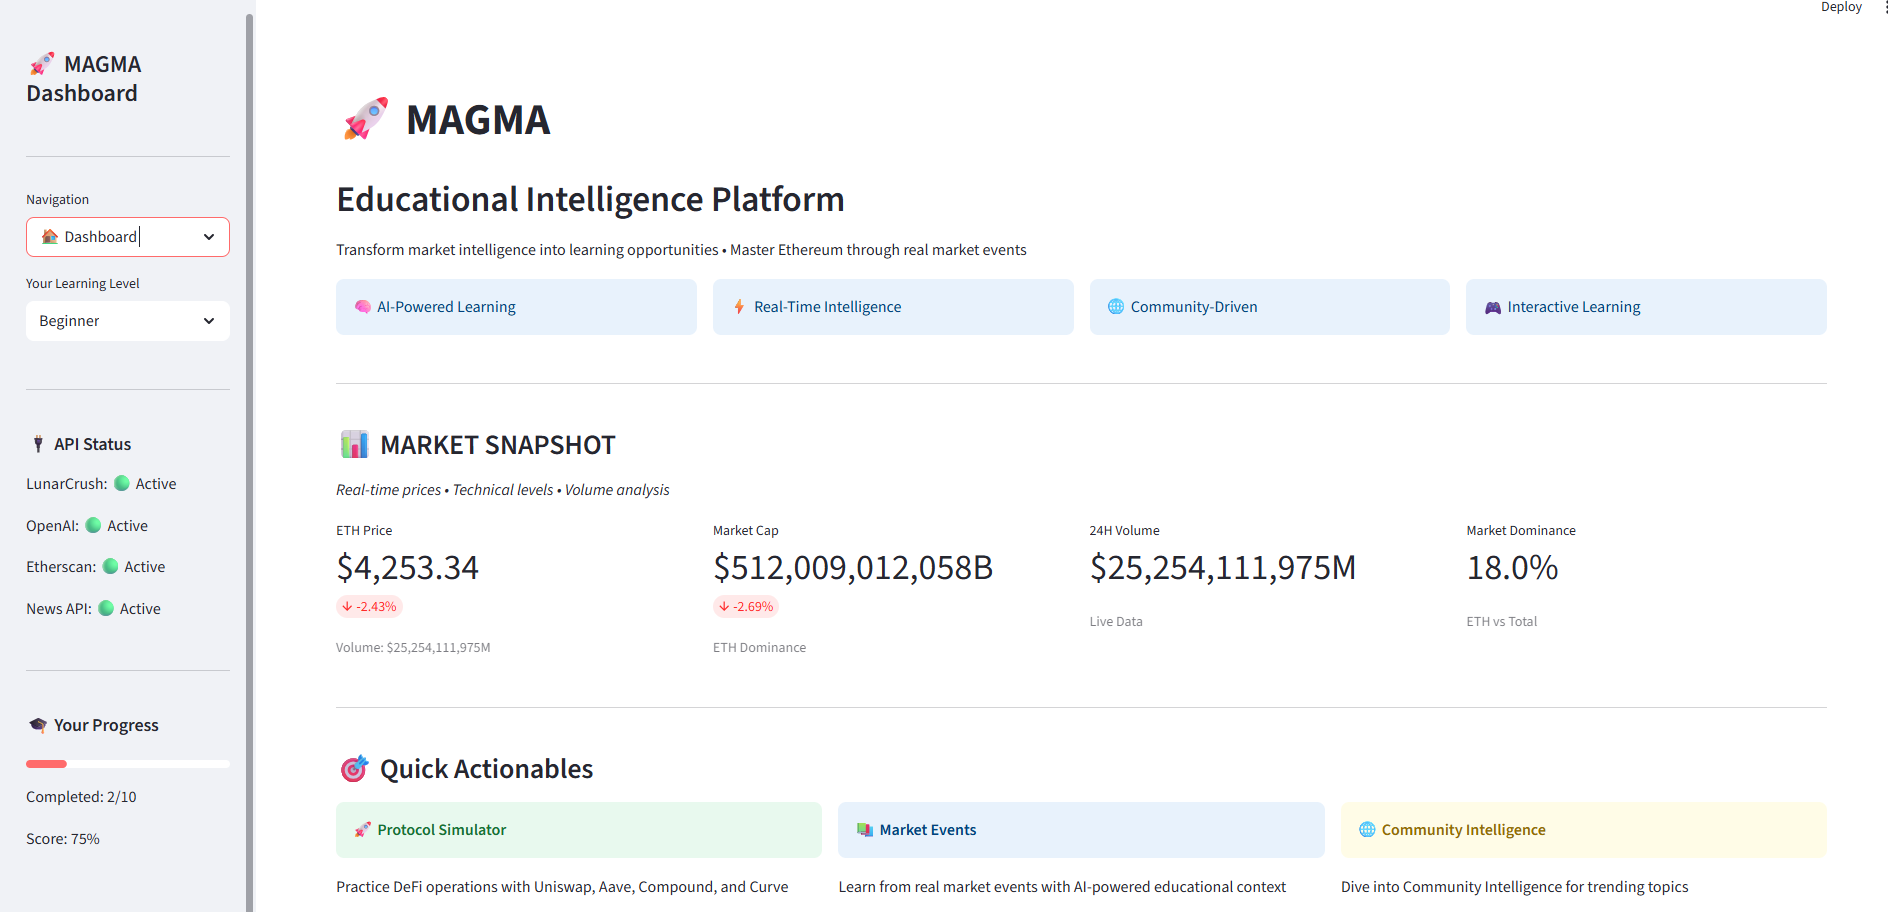 Deploy
MAGMA
Dashboard
Navigation
Dashboard
Your Learning Level
Beginner
API Status
LunarCrush: Active
OpenAI: Active
Etherscan: Active
News API: Active
Your Progress
Completed: 2/10
Score: 75%
MAGMA
Educational Intelligence Platform
Transform market intelligence into learning opportunities • Master Ethereum through real market events
AI-Powered Learning
Real-Time Intelligence
Community-Driven
Interactive Learning
MARKET SNAPSHOT
Real-time prices • Technical levels • Volume analysis
ETH Price
$4,253.34
↓ -2.43%
Volume: $25,254,111,975M
Market Cap
$512,009,012,058B
↓ -2.69%
ETH Dominance
24H Volume
$25,254,111,975M
Live Data
Market Dominance
18.0%
ETH vs Total
Quick Actionables
Protocol Simulator
Practice DeFi operations with Uniswap, Aave, Compound, and Curve
Market Events
Learn from real market events with AI-powered educational context
Community Intelligence
Dive into Community Intelligence for trending topics